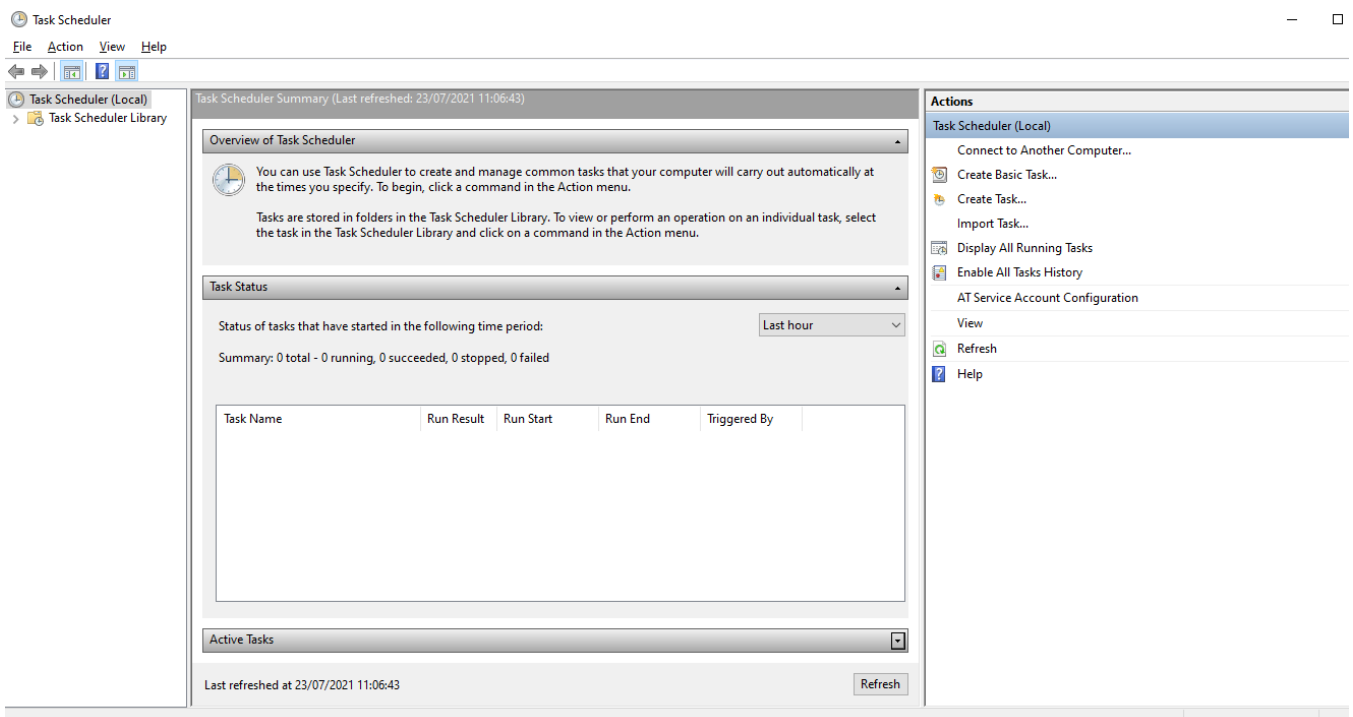 Task Scheduler
File Action View Help
Task Scheduler (Local)
Task Scheduler Library
Task Scheduler Summary (Last refreshed: 23/07/2021 11:06:43)
Overview of Task Scheduler
You can use Task Scheduler to create and manage common tasks that your computer will carry out automatically at
the times you specify. To begin, click a command in the Action menu.
Tasks are stored in folders in the Task Scheduler Library. To view or perform an operation on an individual task, select
the task in the Task Scheduler Library and click on a command in the Action menu.
Task Status
Status of tasks that have started in the following time period:
Last hour
Summary: 0 total - 0 running, 0 succeeded, 0 stopped, 0 failed
Task Name Run Result Run Start Run End Triggered By
Active Tasks
Last refreshed at 23/07/2021 11:06:43
Refresh
Actions
Task Scheduler (Local)
Connect to Another Computer...
Create Basic Task...
Create Task...
Import Task...
Display All Running Tasks
Enable All Tasks History
AT Service Account Configuration
View
Refresh
Help